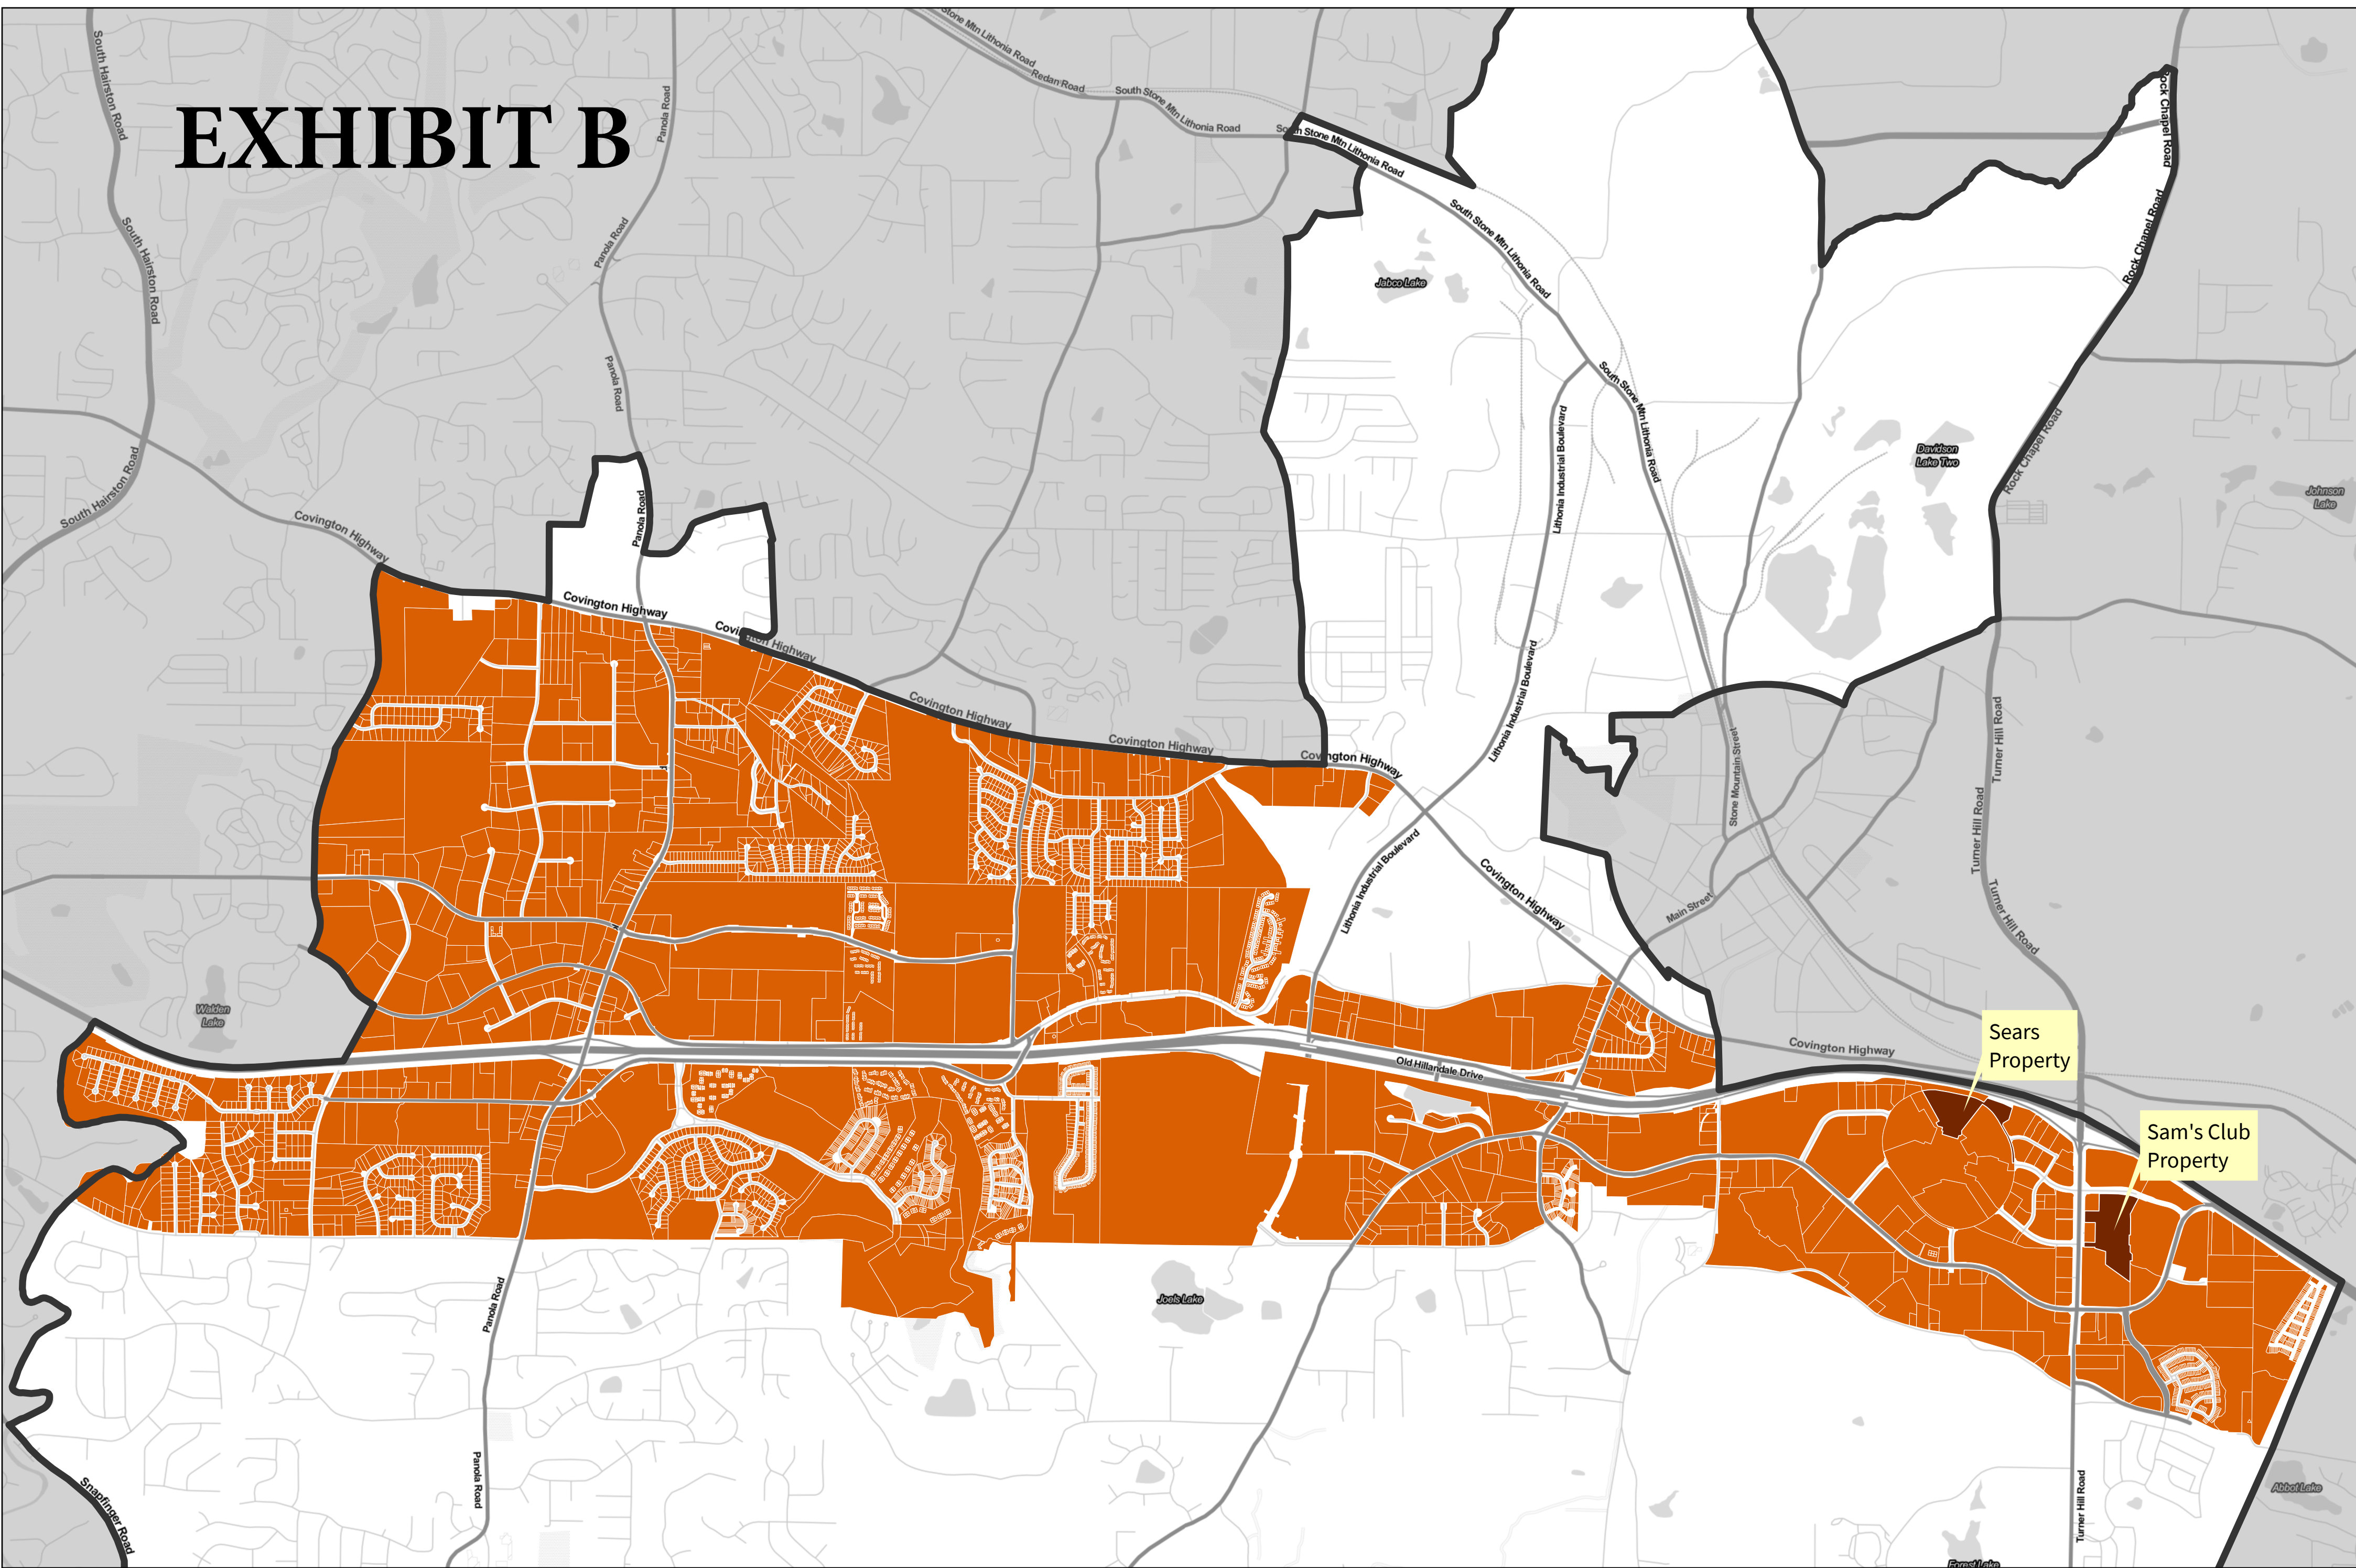 EXHIBIT B
Stone Mtn Lithonia Road
Redan Road
South Stone Mtn Lithonia Road
South Stone Mtn Lithonia Road
South Stone Mtn Lithonia Road
South Stone Mtn Lithonia Road
South Hairston Road
South Hairston Road
South Hairston Road
Panola Road
Panola Road
Panola Road
Panola Road
Rock Chapel Road
Rock Chapel Road
Rock Chapel Road
Jabco Lake
Davidson
Lake Two
Johnson
Lake
Lithonia Industrial Boulevard
Lithonia Industrial Boulevard
Lithonia Industrial Boulevard
Covington Highway
Covington Highway
Covington Highway
Covington Highway
Covington Highway
Covington Highway
Covington Highway
Stone Mountain Street
Turner Hill Road
Turner Hill Road
Turner Hill Road
Main Street
Walden
Lake
Sears
Property
Covington Highway
Old Hillandale Drive
Sam's Club
Property
Joels Lake
Panola Road
Panola Road
Snapfinger Road
Turner Hill Road
Abbot Lake
Forest Lake